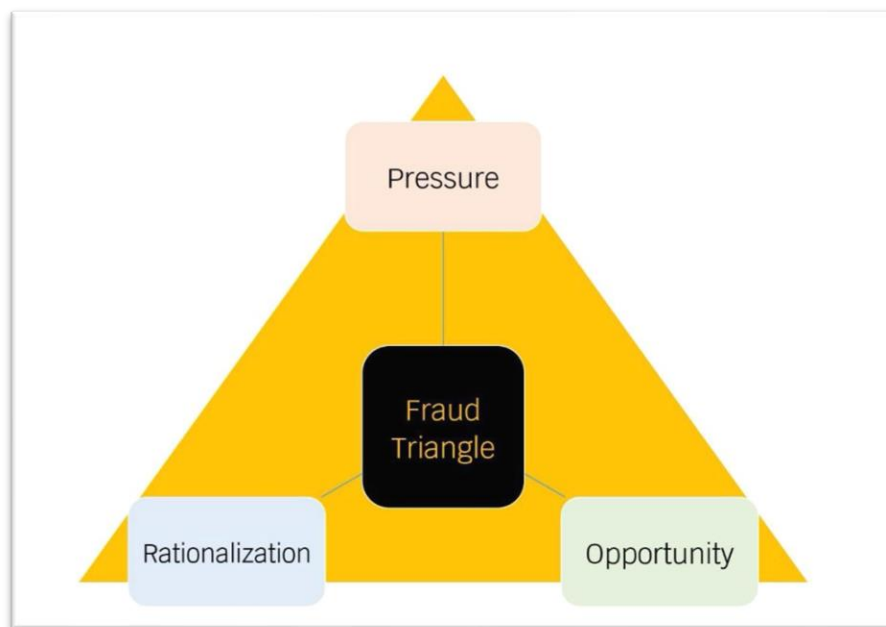 Pressure
Fraud
Triangle
Rationalization
Opportunity